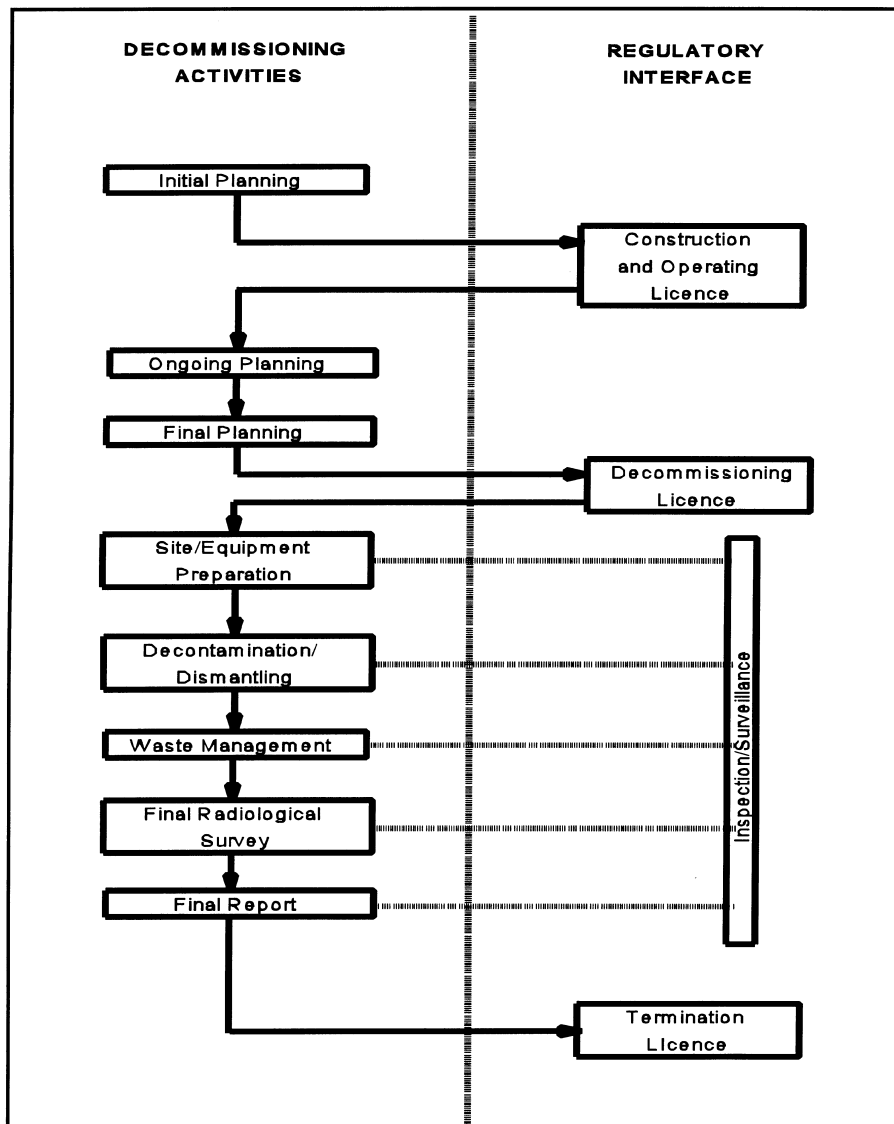 DECOMMISSIONING
ACTIVITIES
REGULATORY
INTERFACE
Initial Planning
Construction
and Operating
Licence
Ongoing Planning
Final Planning
Decommissioning
Licence
Site/Equipment
Preparation
Decontamination/
Dismantling
Waste Management
Final Radiological
Survey
Final Report
Inspection/Surveillance
Termination
Licence